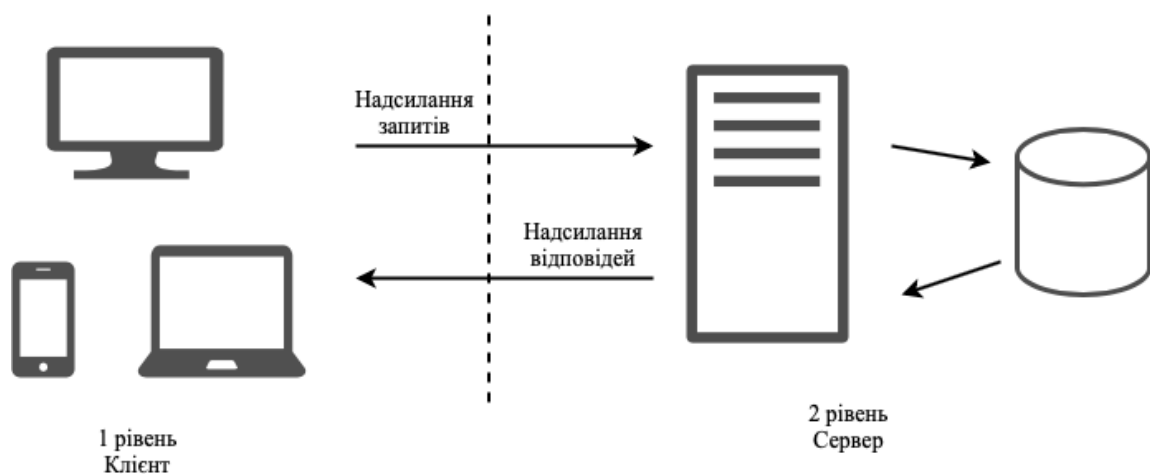 Надсилання
запитів
Надсилання
відповідей
1 рівень
Клієнт
2 рівень
Сервер